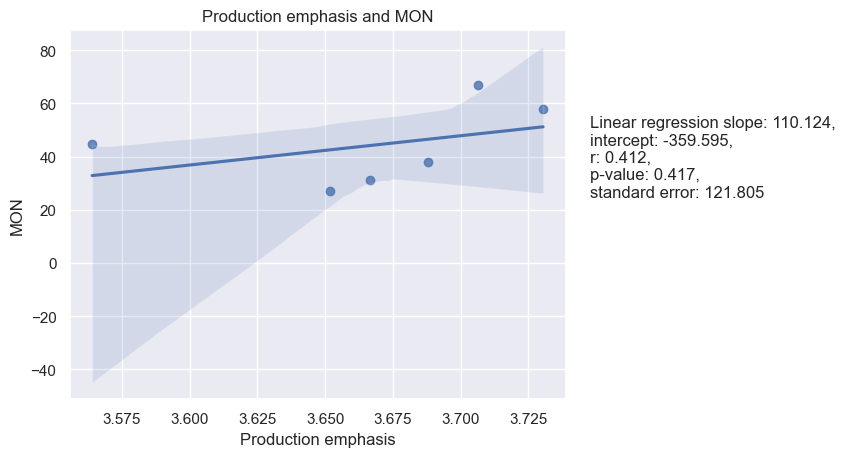 Production emphasis and MON
MON
80
60
40
20
0
−20
−40
3.575
3.600
3.625
3.650
3.675
3.700
3.725
Production emphasis
Linear regression slope: 110.124,
intercept: -359.595,
r: 0.412,
p-value: 0.417,
standard error: 121.805